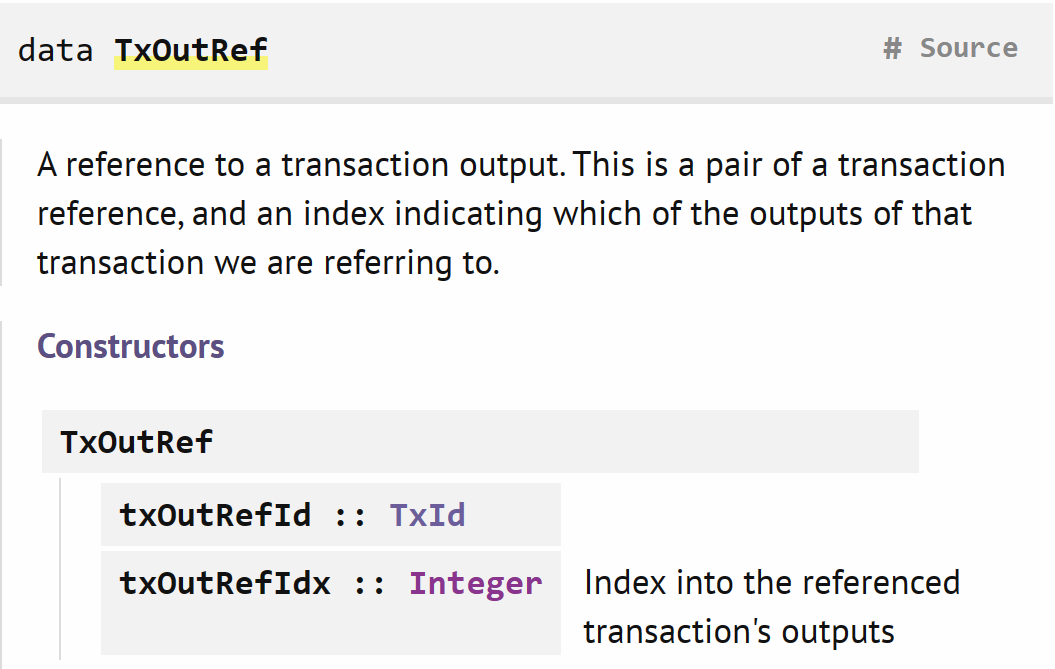 data TxOutRef # Source
A reference to a transaction output. This is a pair of a transaction
reference, and an index indicating which of the outputs of that
transaction we are referring to.
Constructors
TxOutRef
txOutRefId :: TxId
txOutRefIdx :: Integer Index into the referenced
transaction's outputs